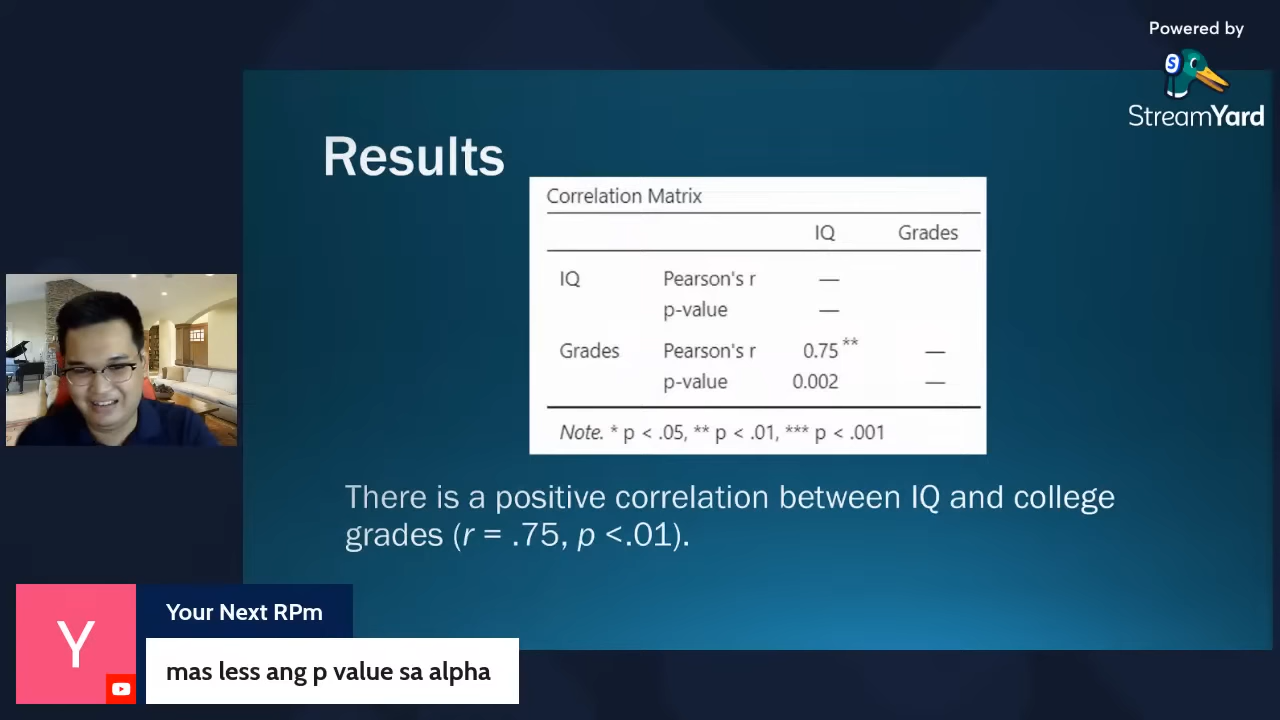 Powered by
StreamYard
Results
Correlation Matrix
IQ Grades
IQ Pearson's r —
p-value —
Grades Pearson's r 0.75** —
p-value 0.002 —
Note. * p < .05, ** p < .01, *** p < .001
There is a positive correlation between IQ and college
grades (r = .75, p <.01).
Y
Your Next RPm
mas less ang p value sa alpha